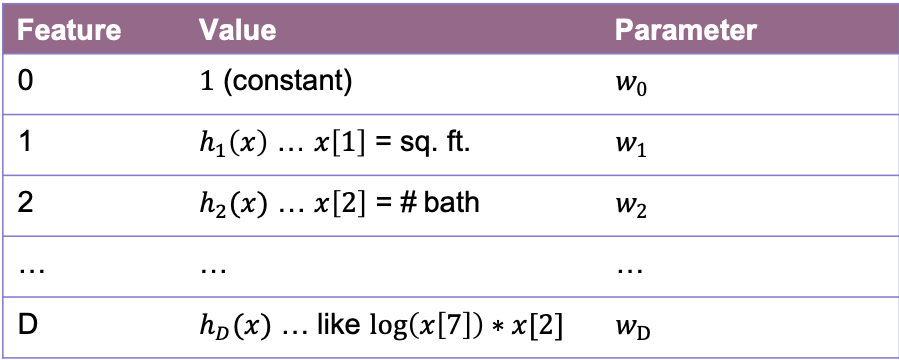 Feature Value Parameter
0 1 (constant) w₀
1 h₁(x) … x[1] = sq. ft. w₁
2 h₂(x) … x[2] = # bath w₂
… … …
D h_D(x) … like log(x[7]) * x[2] w_D